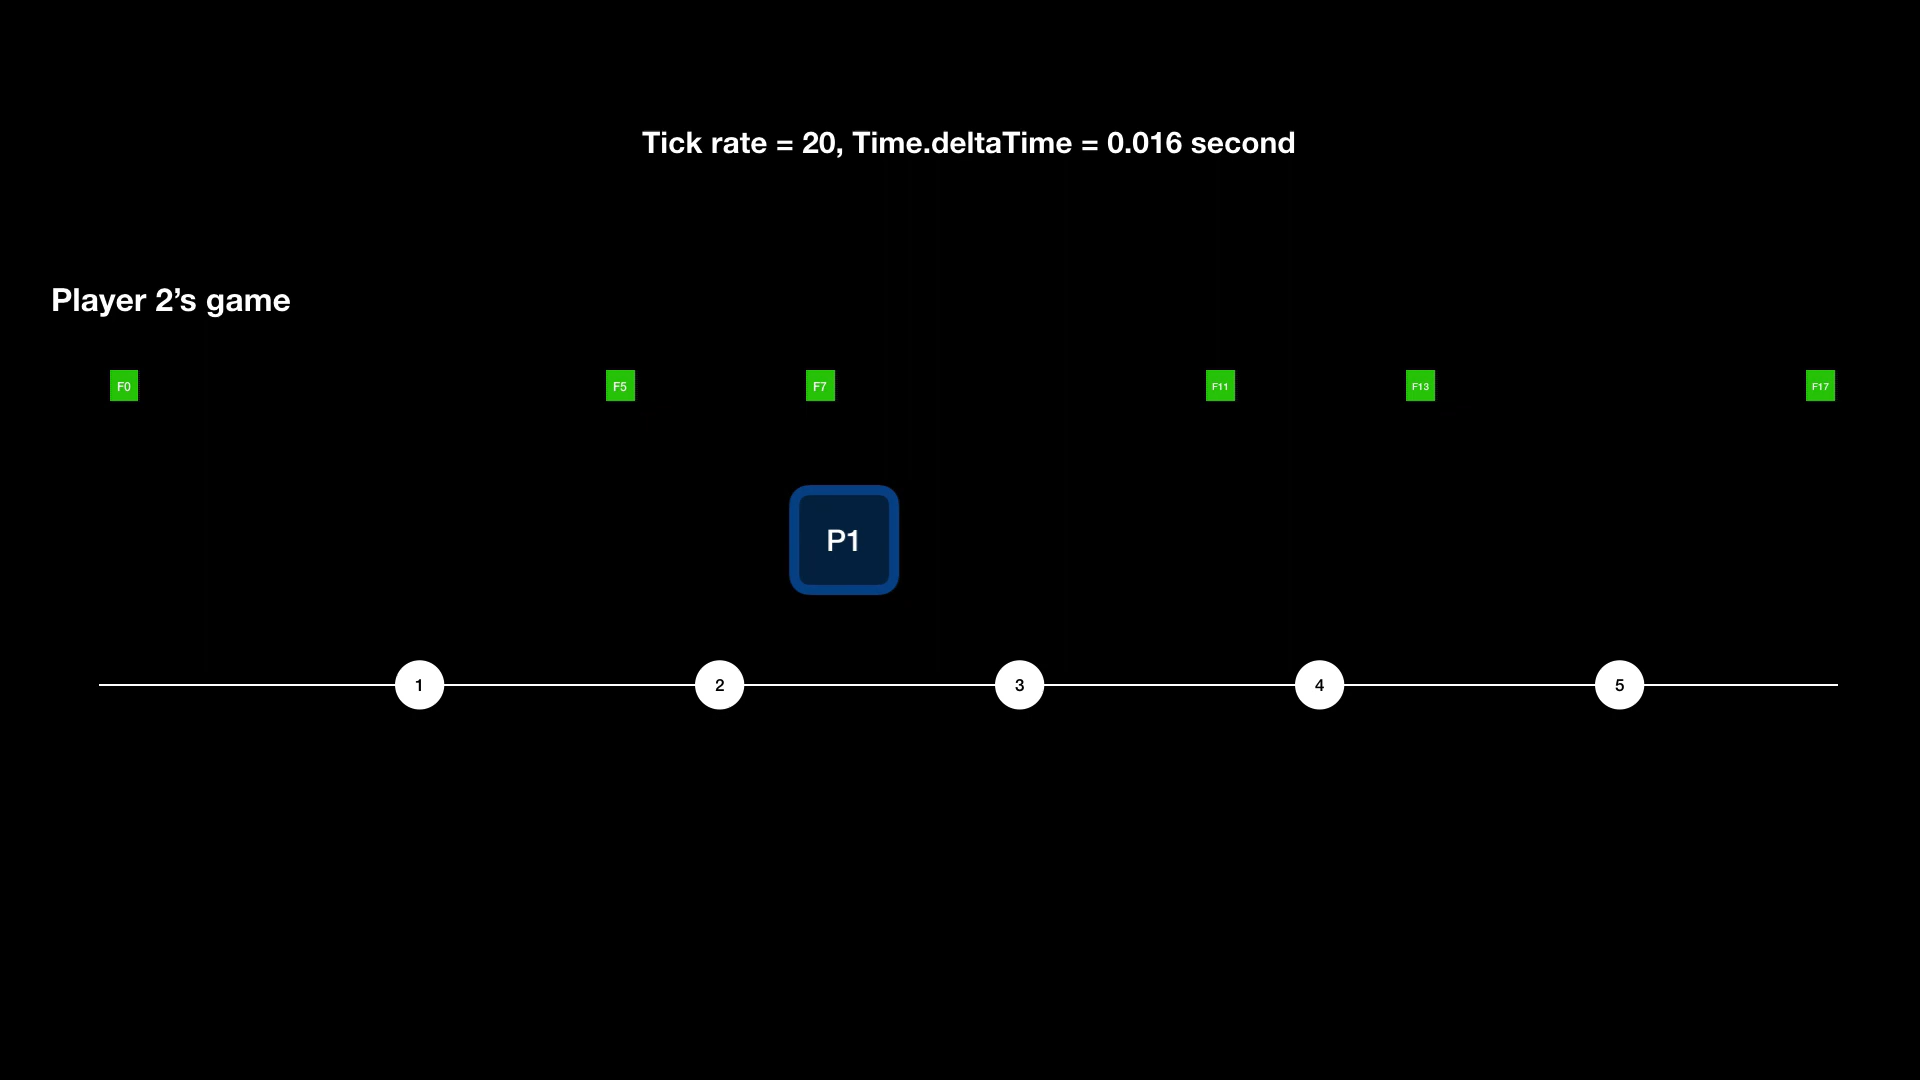 Tick rate = 20, Time.deltaTime = 0.016 second
Player 2’s game
F0 F5 F7 F11 F13 F17
P1
1 2 3 4 5